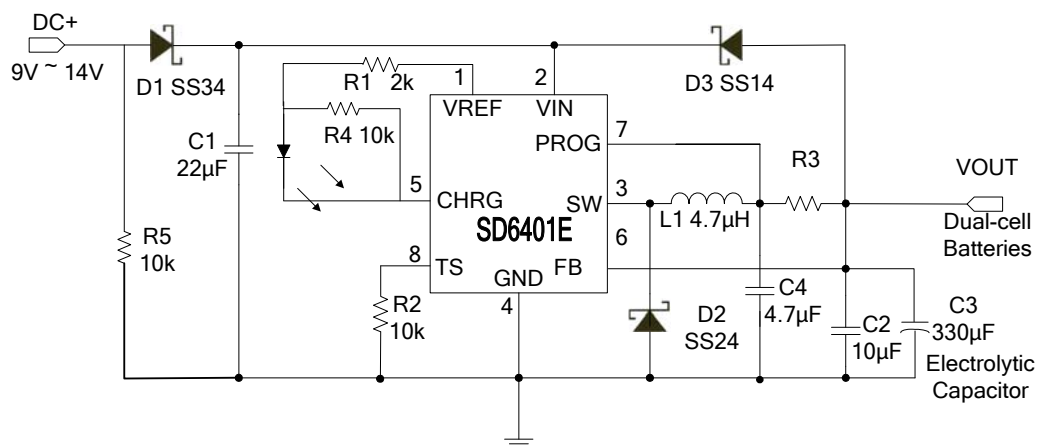 DC+
9V ~ 14V
D1 SS34
R1
2k
1
2
D3 SS14
VREF
VIN
R4 10k
7
PROG
C1
22µF
R3
VOUT
5
CHRG
3
SW
L1 4.7µH
Dual-cell
Batteries
SD6401E
R5
10k
6
8
TS
FB
GND
4
R2
10k
C4
4.7µF
D2
SS24
C2
10µF
C3
330µF
Electrolytic
Capacitor